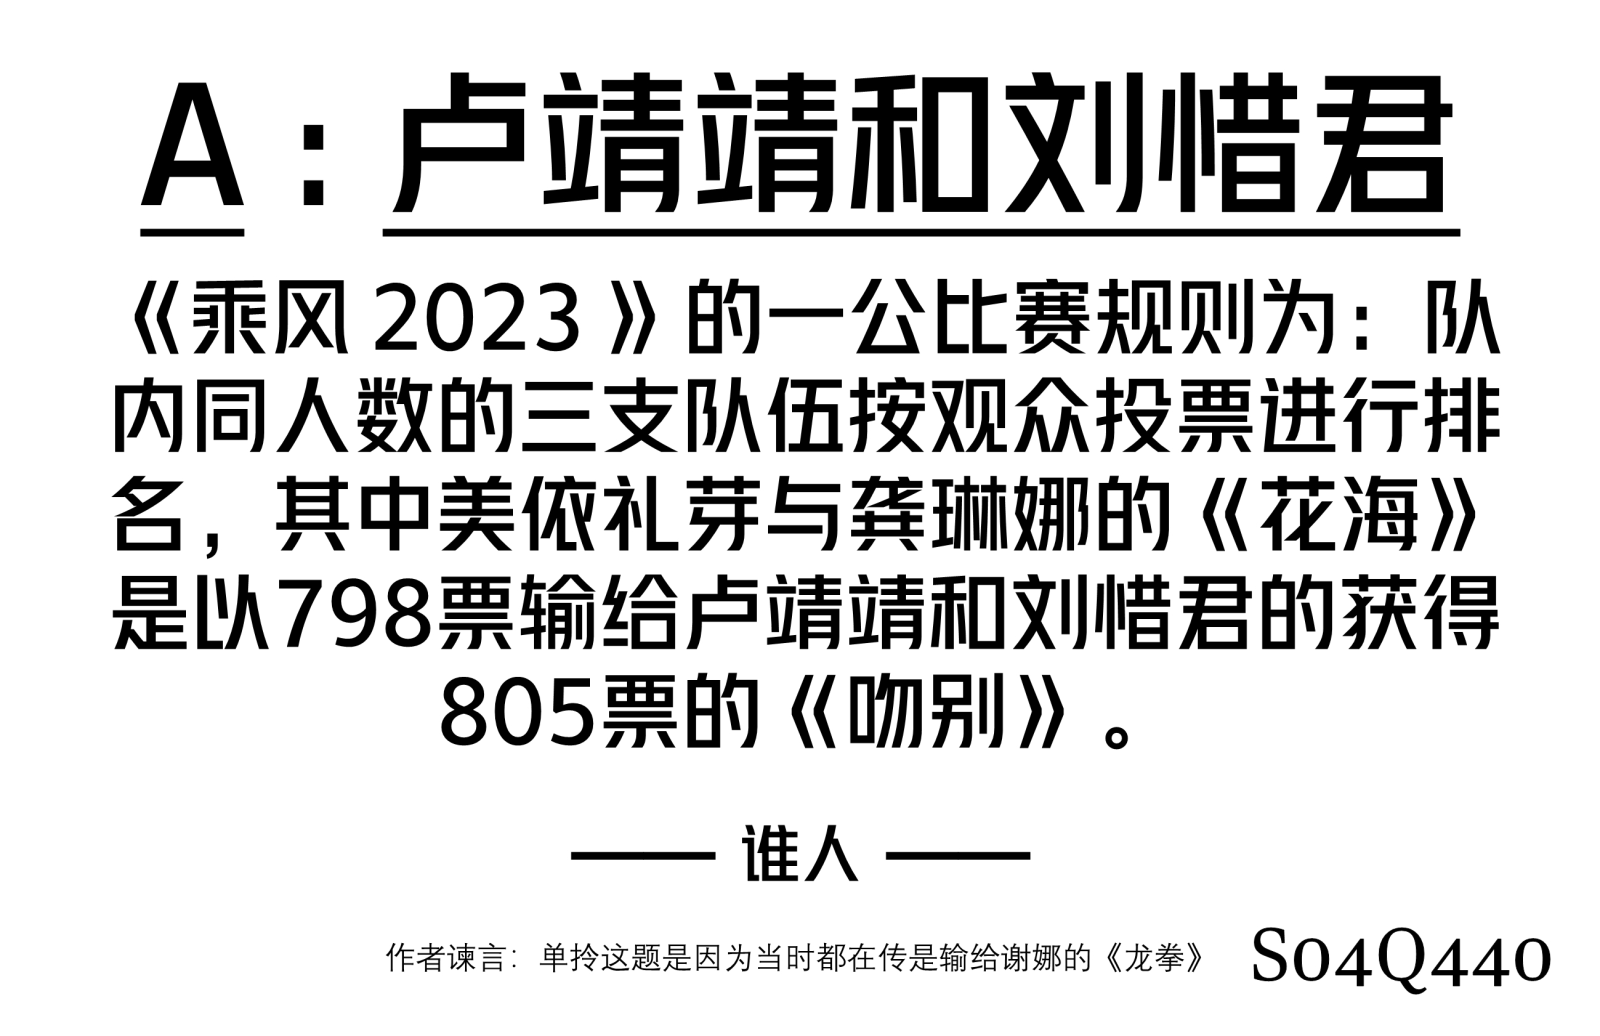 A：卢靖靖和刘惜君
《乘风2023》的一公比赛规则为：队
内同人数的三支队伍按观众投票进行排
名，其中美依礼芽与龚琳娜的《花海》
是以798票输给卢靖靖和刘惜君的获得
805票的《吻别》。
—— 谁人 ——
作者谏言：单拎这题是因为当时都在传是输给谢娜的《龙拳》
S04Q440